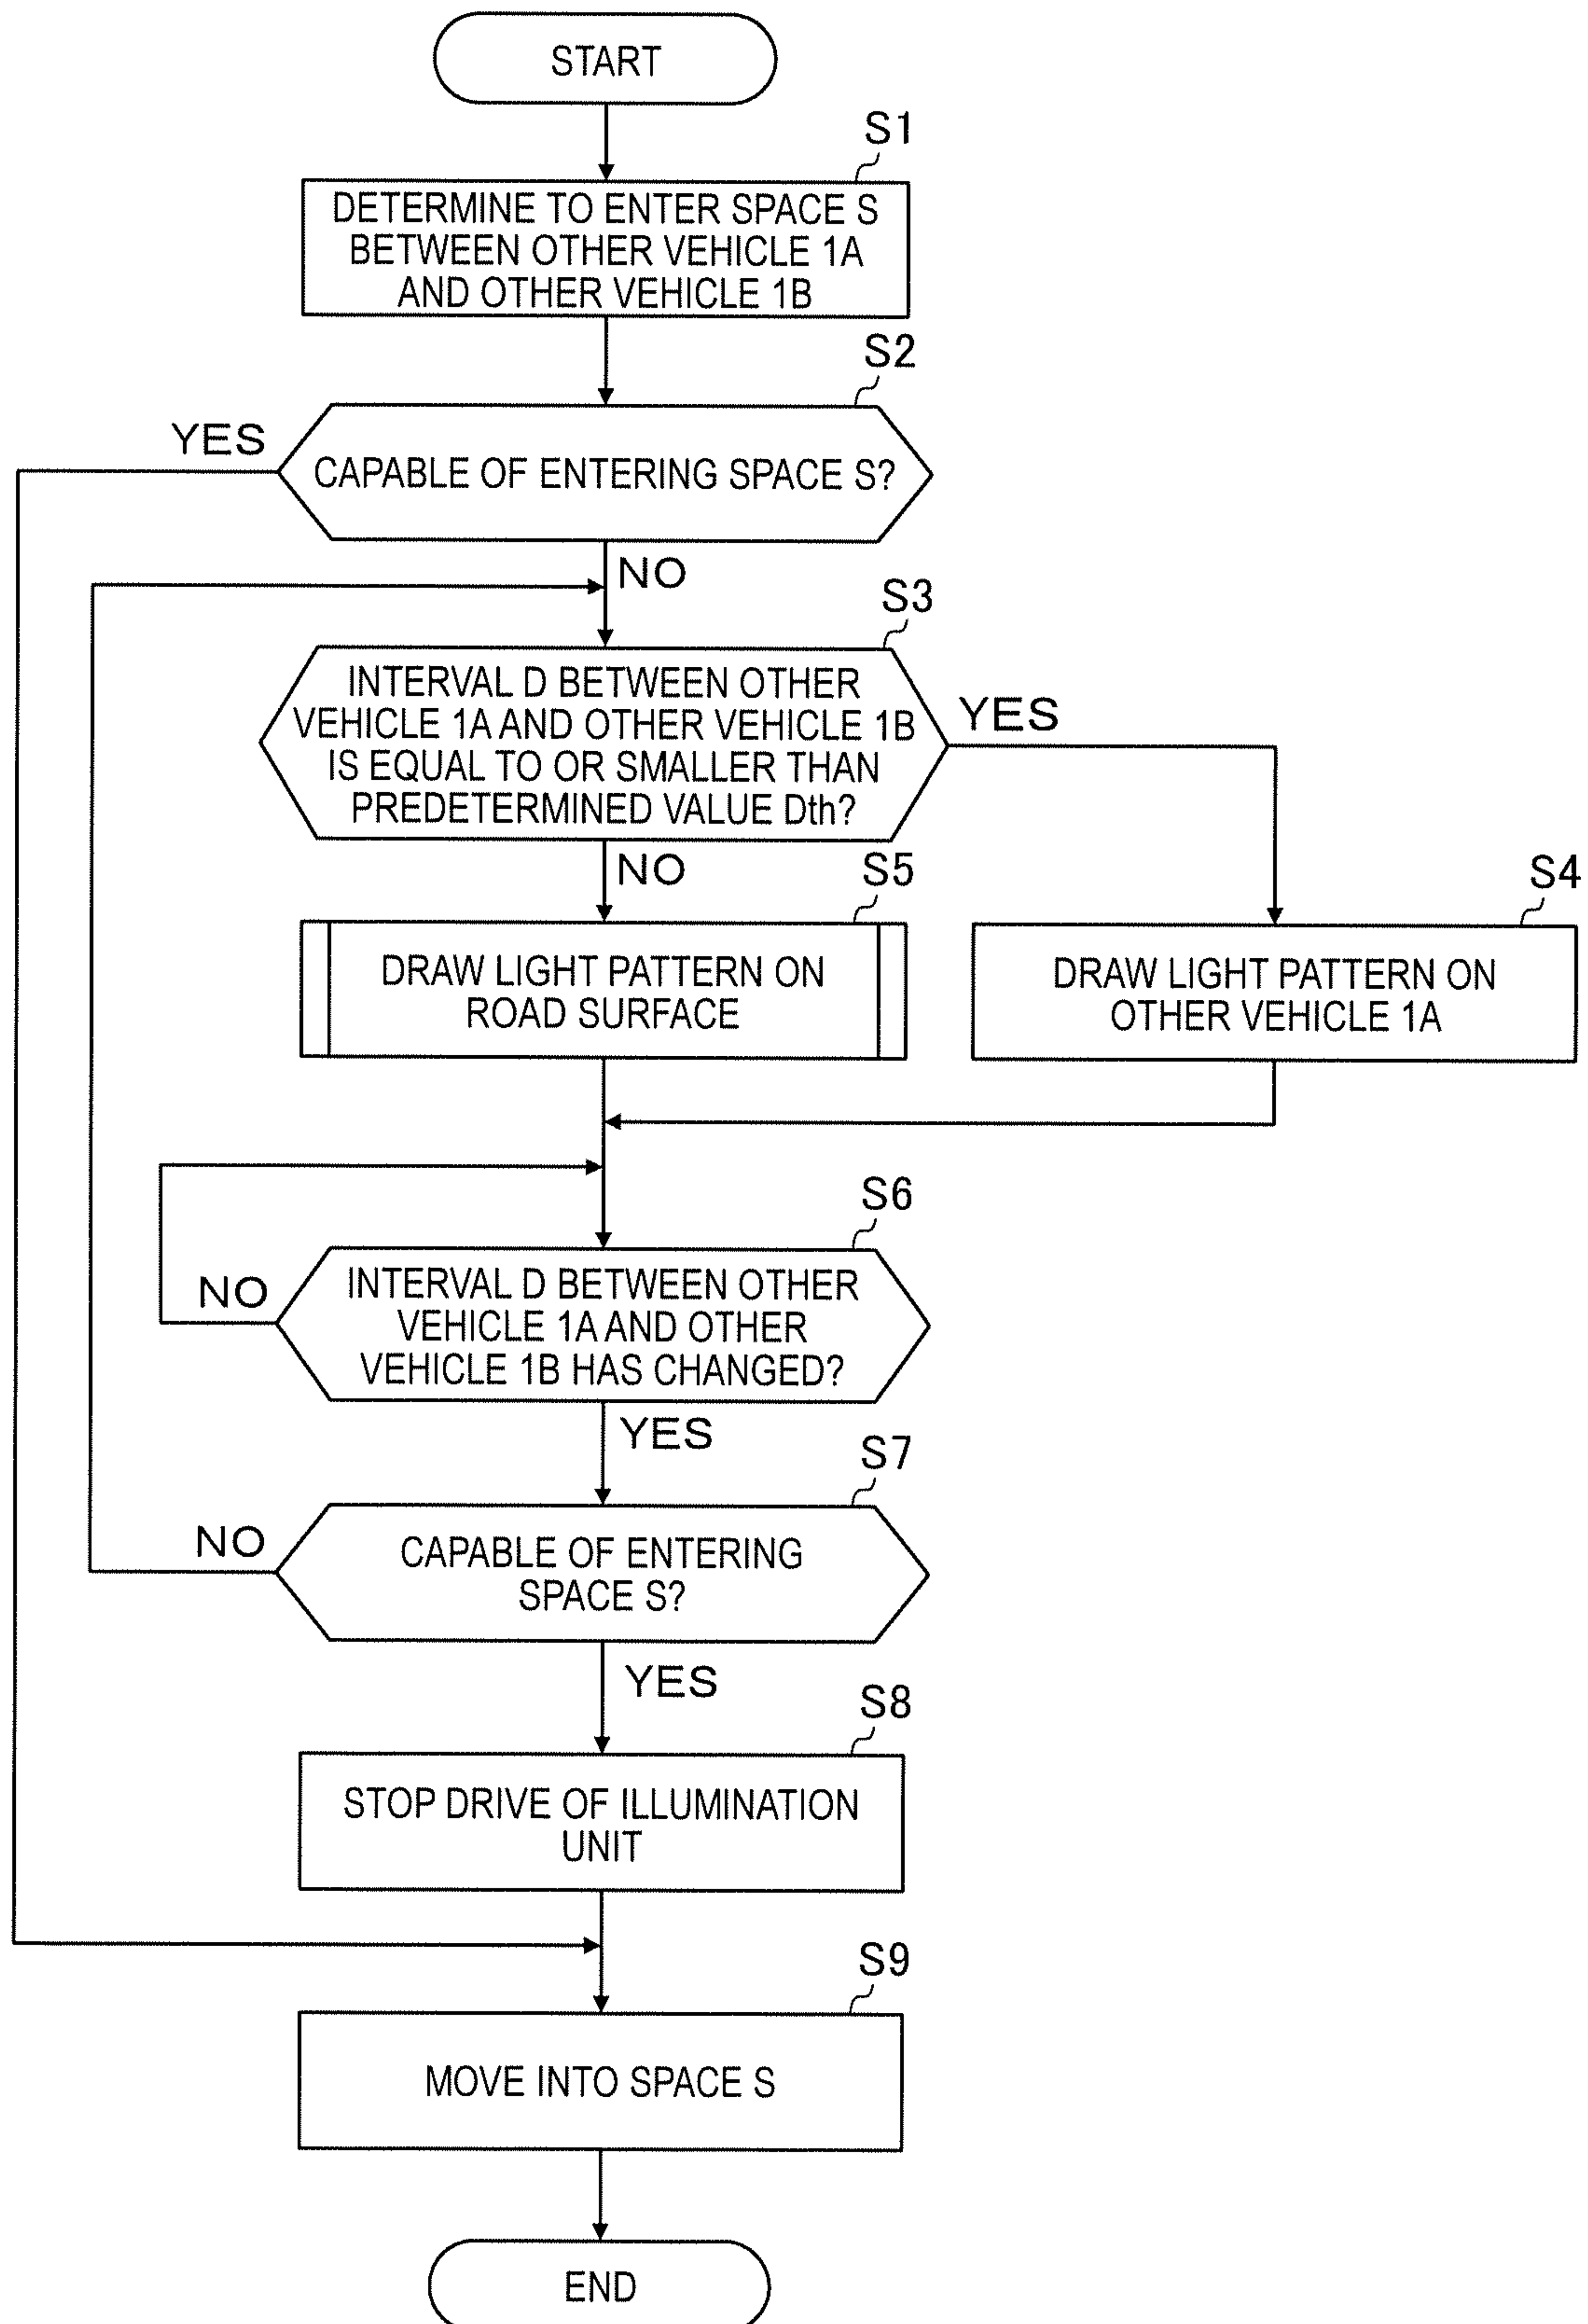 START
S1
DETERMINE TO ENTER SPACE S
BETWEEN OTHER VEHICLE 1A
AND OTHER VEHICLE 1B
S2
YES
CAPABLE OF ENTERING SPACE S?
NO
S3
INTERVAL D BETWEEN OTHER
VEHICLE 1A AND OTHER VEHICLE 1B
IS EQUAL TO OR SMALLER THAN
PREDETERMINED VALUE Dth?
YES
NO
S5
DRAW LIGHT PATTERN ON
ROAD SURFACE
S4
DRAW LIGHT PATTERN ON
OTHER VEHICLE 1A
S6
NO
INTERVAL D BETWEEN OTHER
VEHICLE 1A AND OTHER
VEHICLE 1B HAS CHANGED?
YES
S7
NO
CAPABLE OF ENTERING
SPACE S?
YES
S8
STOP DRIVE OF ILLUMINATION
UNIT
S9
MOVE INTO SPACE S
END